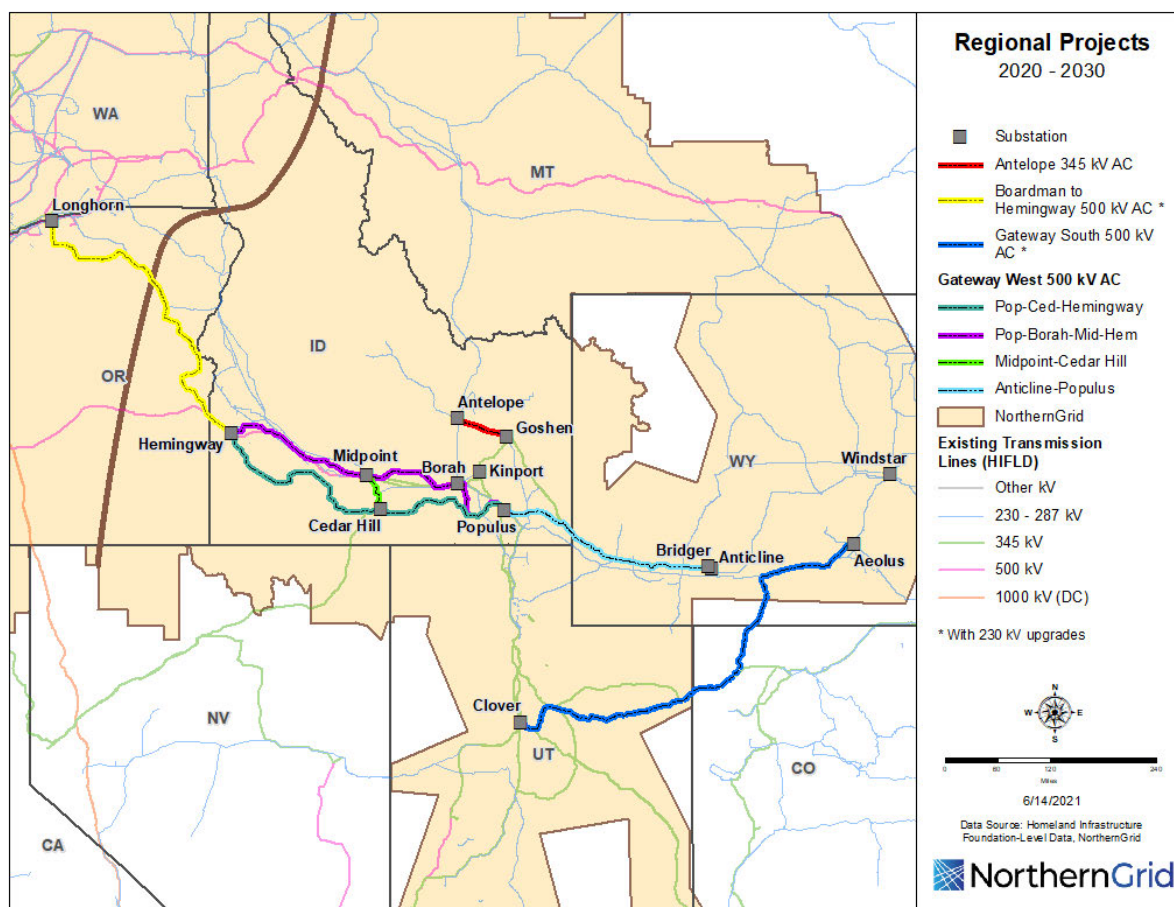 Regional Projects
2020 - 2030
Substation
Antelope 345 kV AC
Boardman to
Hemingway 500 kV AC *
Gateway South 500 kV
AC *
Gateway West 500 kV AC
Pop-Ced-Hemingway
Pop-Borah-Mid-Hem
Midpoint-Cedar Hill
Anticline-Populus
NorthernGrid
Existing Transmission
Lines (HIFLD)
Other kV
230 - 287 kV
345 kV
500 kV
1000 kV (DC)
* With 230 kV upgrades
N
W
E
S
0
60
120
240
Miles
6/14/2021
Data Source: Homeland Infrastructure
Foundation-Level Data, NorthernGrid
NorthernGrid
WA
MT
Longhorn
ID
OR
Antelope
Goshen
Hemingway
Midpoint
Borah
Kinport
WY
Windstar
Cedar Hill
Populus
Bridger
Anticline
Aeolus
Clover
NV
UT
CO
CA